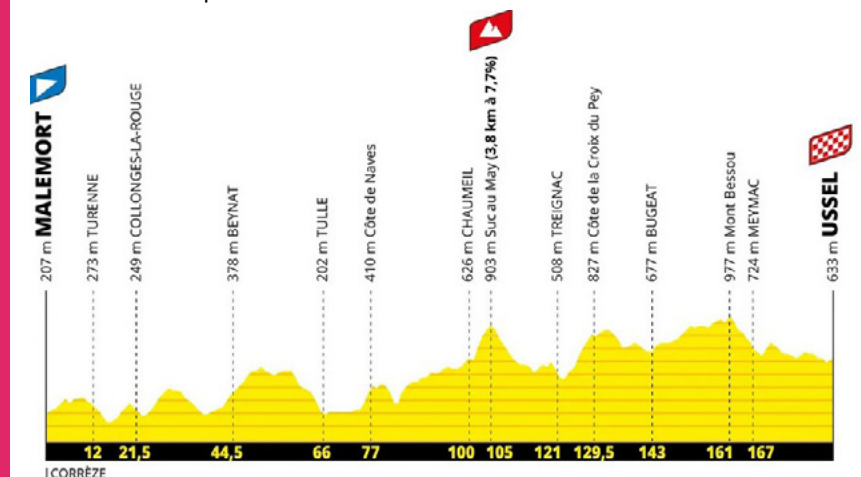 207 m MALEMORT
273 m TURENNE
249 m COLLONGES-LA-ROUGE
378 m BEYNAT
202 m TULLE
410 m Côte de Naves
626 m CHAUMEIL
903 m Suc au May (3,8 km à 7,7%)
508 m TREIGNAC
827 m Côte de la Croix du Pey
677 m BUGEAT
977 m Mont Bessou
724 m MEYMAC
633 m USSEL
12 21,5 44,5 66 77 100 105 121 129,5 143 161 167
CORRÈZE